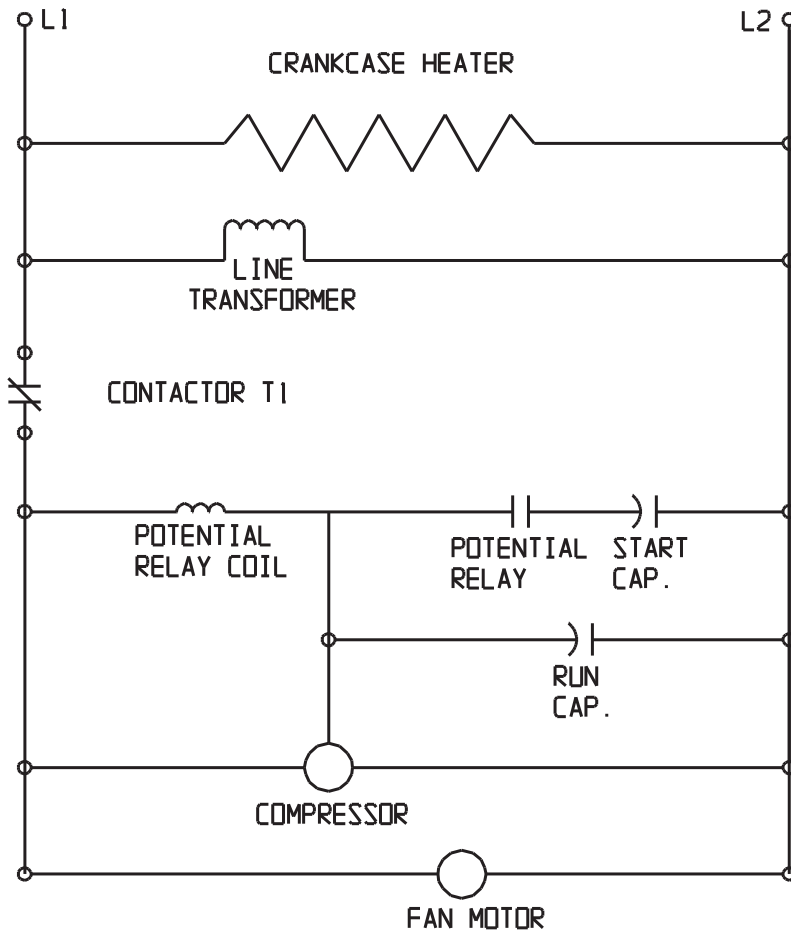 L1
L2
CRANKCASE HEATER
LINE
TRANSFORMER
CONTACTOR T1
POTENTIAL
RELAY COIL
POTENTIAL
RELAY
START
CAP.
RUN
CAP.
COMPRESSOR
FAN MOTOR